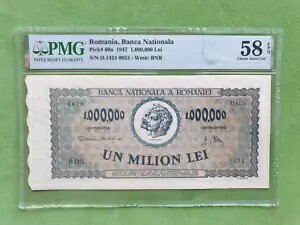 PMG
PAPER MONEY GUARANTY
Romania, Banca Nationala
Pick# 60a 1947 1,000,000 Lei
S/N D.1424 0653 - Wmk: BNR
58 EPQ
Choice About Unc
BANCA NATIONALA A ROMANIEI
1,000,000
1,000,000
UN MILION LEI